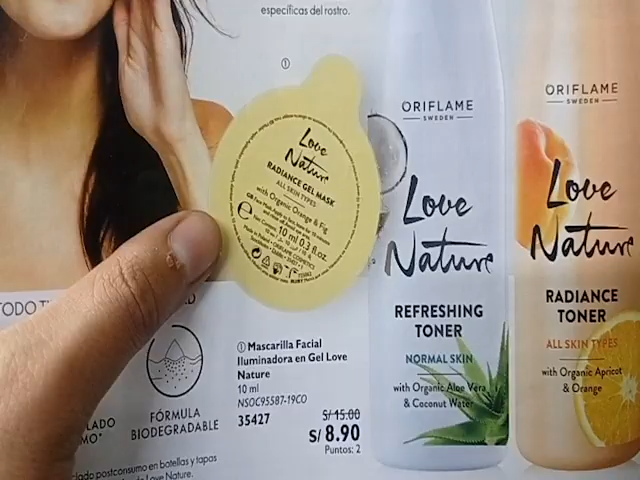 específicas del rostro.
①
Love
Nature
RADIANCE GEL MASK
ALL SKIN TYPES
with Organic Orange & Fig
10 ml 0.3 fl.oz.
ORIFLAME
SWEDEN
Love
Nature
REFRESHING
TONER
NORMAL SKIN
with Organic Aloe Vera
& Coconut Water
ORIFLAME
SWEDEN
Love
Nature
RADIANCE
TONER
ALL SKIN TYPES
with Organic Apricot
& Orange
① Mascarilla Facial
Iluminadora en Gel Love
Nature
10 ml
NSOC95587-19CO
35427
S/ 15.00
S/ 8.90
Puntos: 2
FÓRMULA
BIODEGRADABLE
postconsumo en botellas y tapas
de Love Nature.